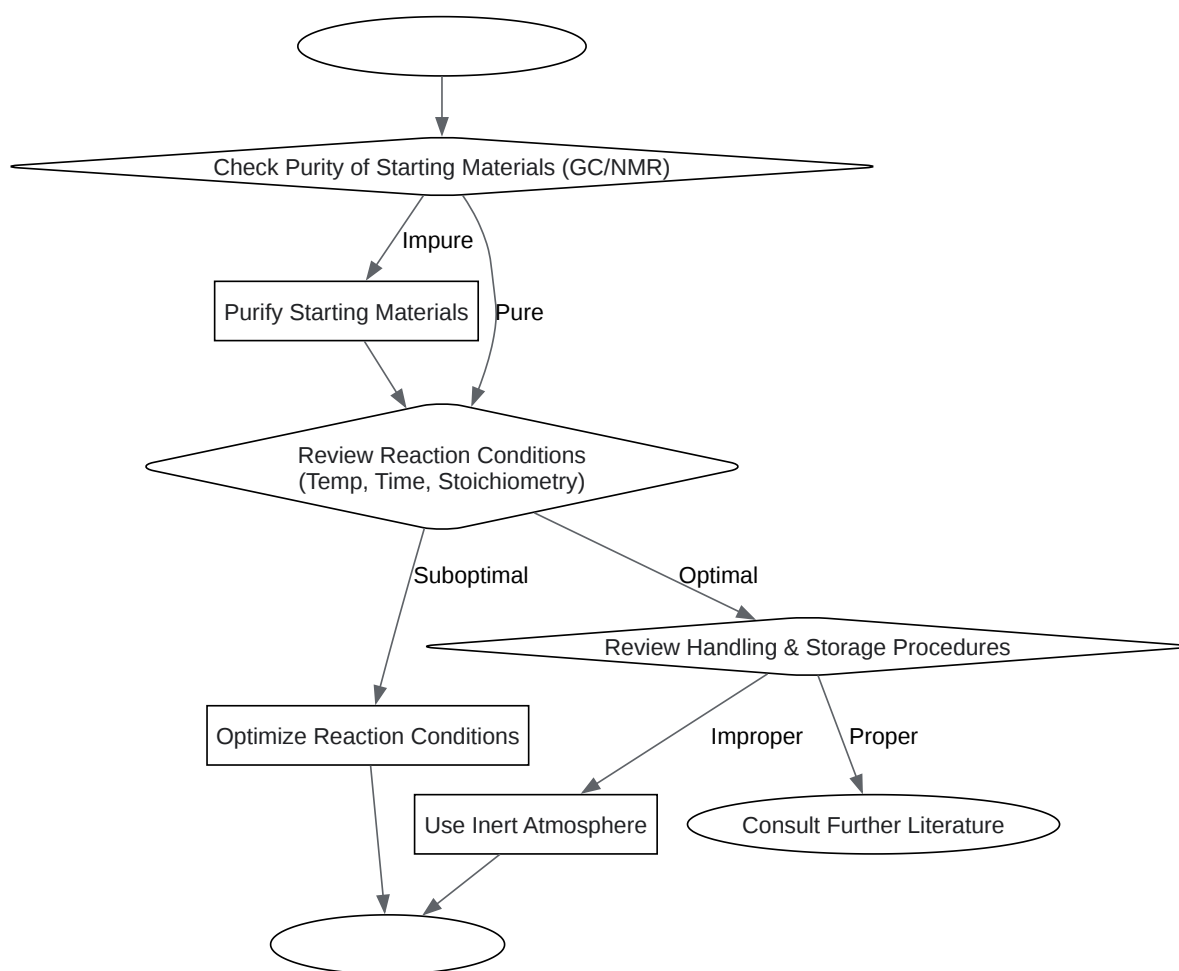 Check Purity of Starting Materials (GC/NMR)
Impure
Purify Starting Materials
Pure
Review Reaction Conditions
(Temp, Time, Stoichiometry)
Suboptimal
Optimal
Review Handling & Storage Procedures
Optimize Reaction Conditions
Improper
Proper
Use Inert Atmosphere
Consult Further Literature